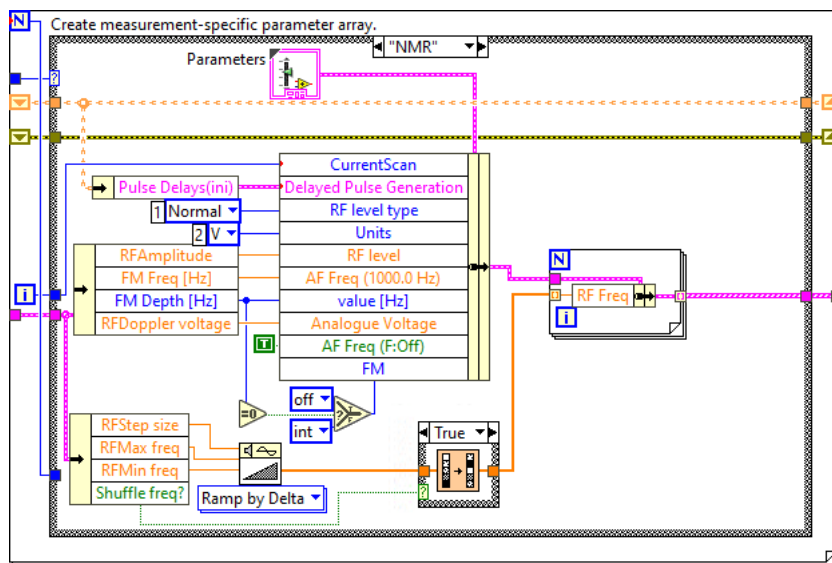 N
Create measurement-specific parameter array.
"NMR"
Parameters
?
CurrentScan
Pulse Delays(ini)
Delayed Pulse Generation
1 Normal
RF level type
2 V
Units
RFAmplitude
RF level
N
FM Freq [Hz]
AF Freq (1000.0 Hz)
i
FM Depth [Hz]
value [Hz]
RF Freq
RFDoppler voltage
Analogue Voltage
i
T
AF Freq (F:Off)
FM
off
=0
?
T
F
int
RFStep size
True
RFMax freq
RFMin freq
Shuffle freq?
?
Ramp by Delta